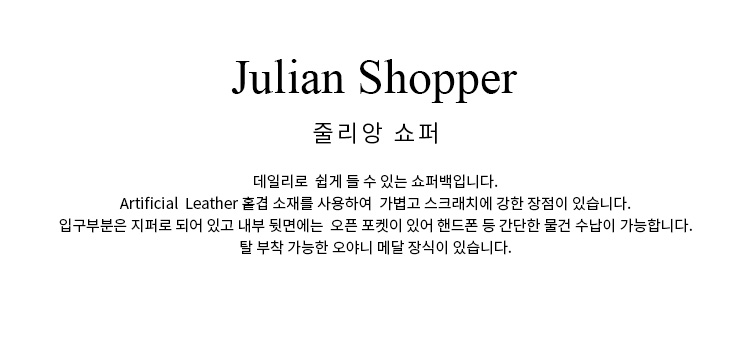 Julian Shopper
줄리앙 쇼퍼
데일리로 쉽게 들 수 있는 쇼퍼백입니다.
Artificial Leather 홑겹 소재를 사용하여 가볍고 스크래치에 강한 장점이 있습니다.
입구부분은 지퍼로 되어 있고 내부 뒷면에는 오픈 포켓이 있어 핸드폰 등 간단한 물건 수납이 가능합니다.
탈 부착 가능한 오야니 메달 장식이 있습니다.